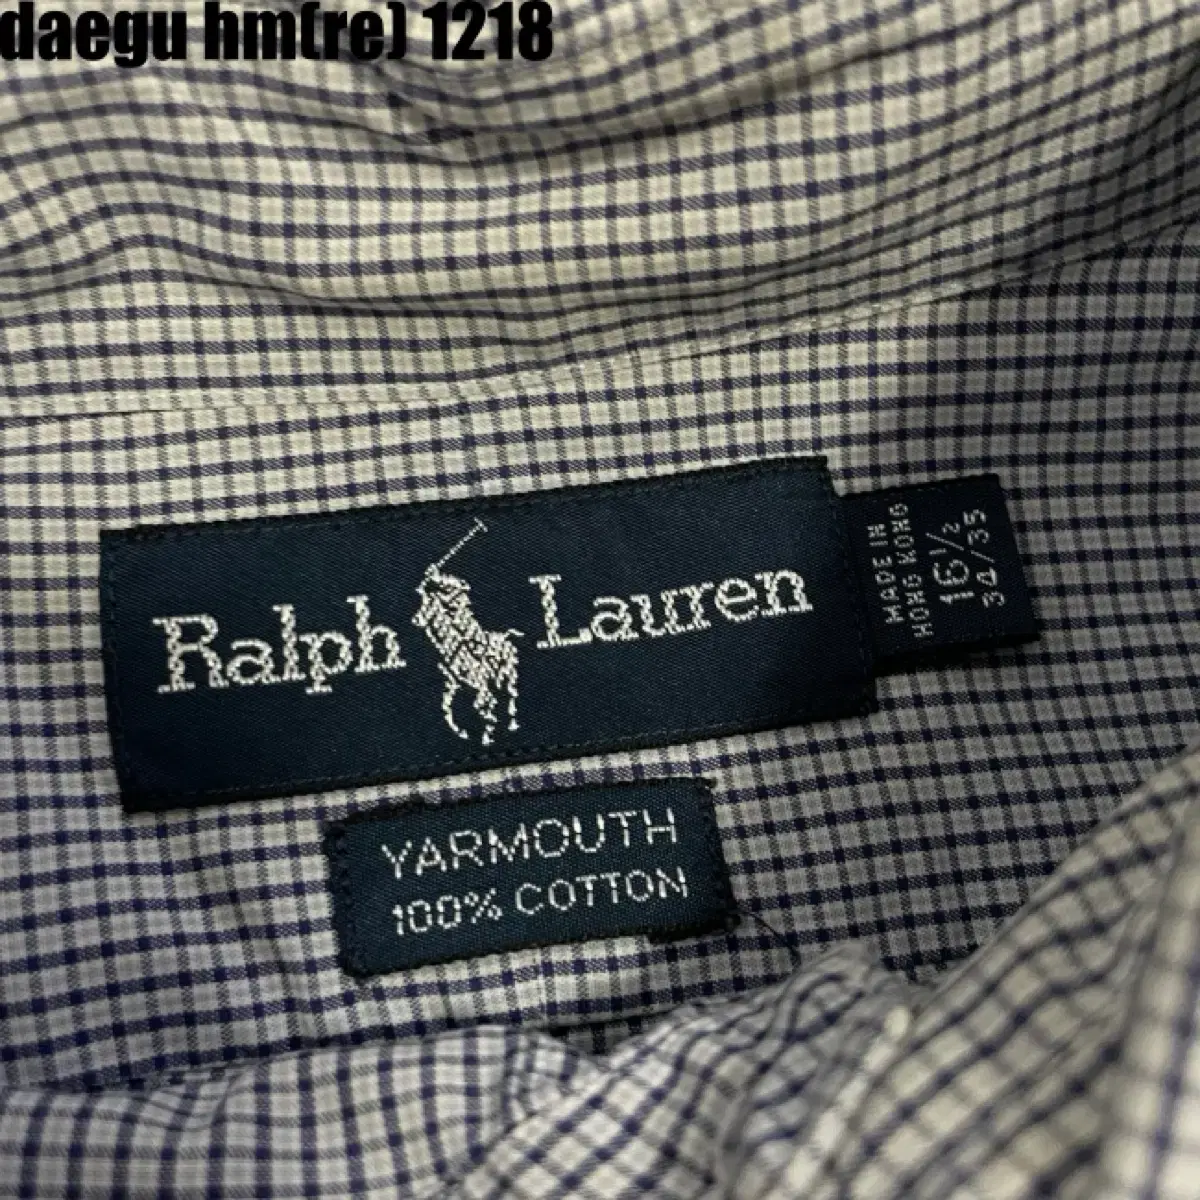 daegu hm(re) 1218
Ralph Lauren
MADE IN
HONG KONG
16½
34/35
YARMOUTH
100% COTTON